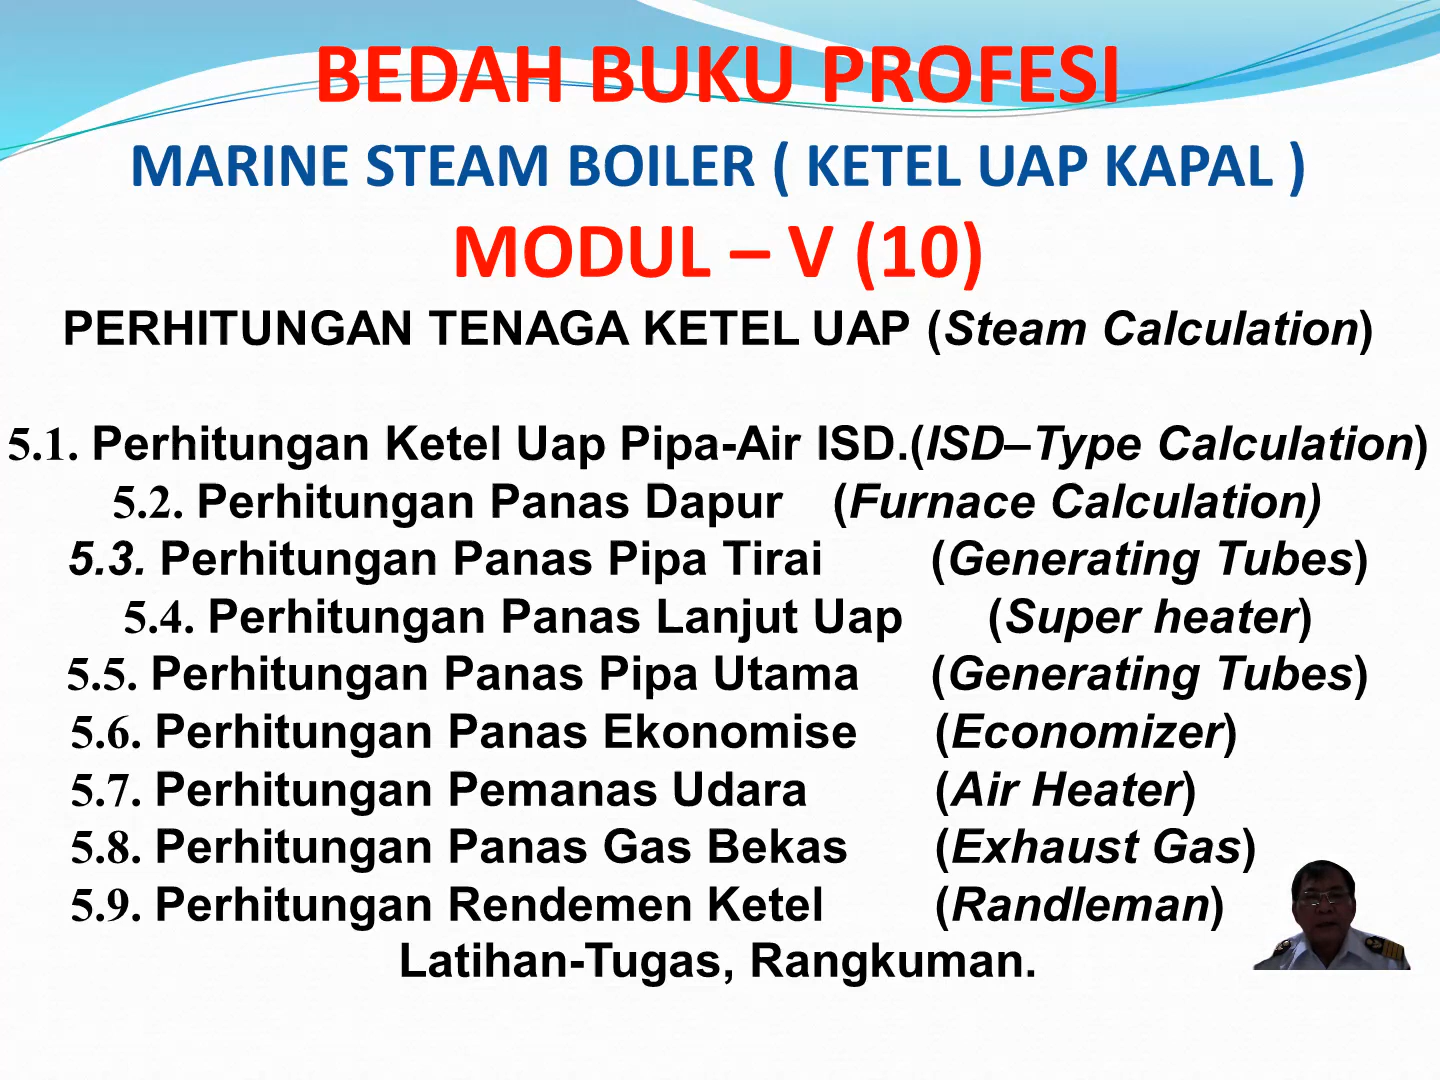 BEDAH BUKU PROFESI
MARINE STEAM BOILER ( KETEL UAP KAPAL )
MODUL – V (10)
PERHITUNGAN TENAGA KETEL UAP (Steam Calculation)
5.1. Perhitungan Ketel Uap Pipa-Air ISD.(ISD–Type Calculation)
5.2. Perhitungan Panas Dapur (Furnace Calculation)
5.3. Perhitungan Panas Pipa Tirai (Generating Tubes)
5.4. Perhitungan Panas Lanjut Uap (Super heater)
5.5. Perhitungan Panas Pipa Utama (Generating Tubes)
5.6. Perhitungan Panas Ekonomise (Economizer)
5.7. Perhitungan Pemanas Udara (Air Heater)
5.8. Perhitungan Panas Gas Bekas (Exhaust Gas)
5.9. Perhitungan Rendemen Ketel (Randleman)
Latihan-Tugas, Rangkuman.